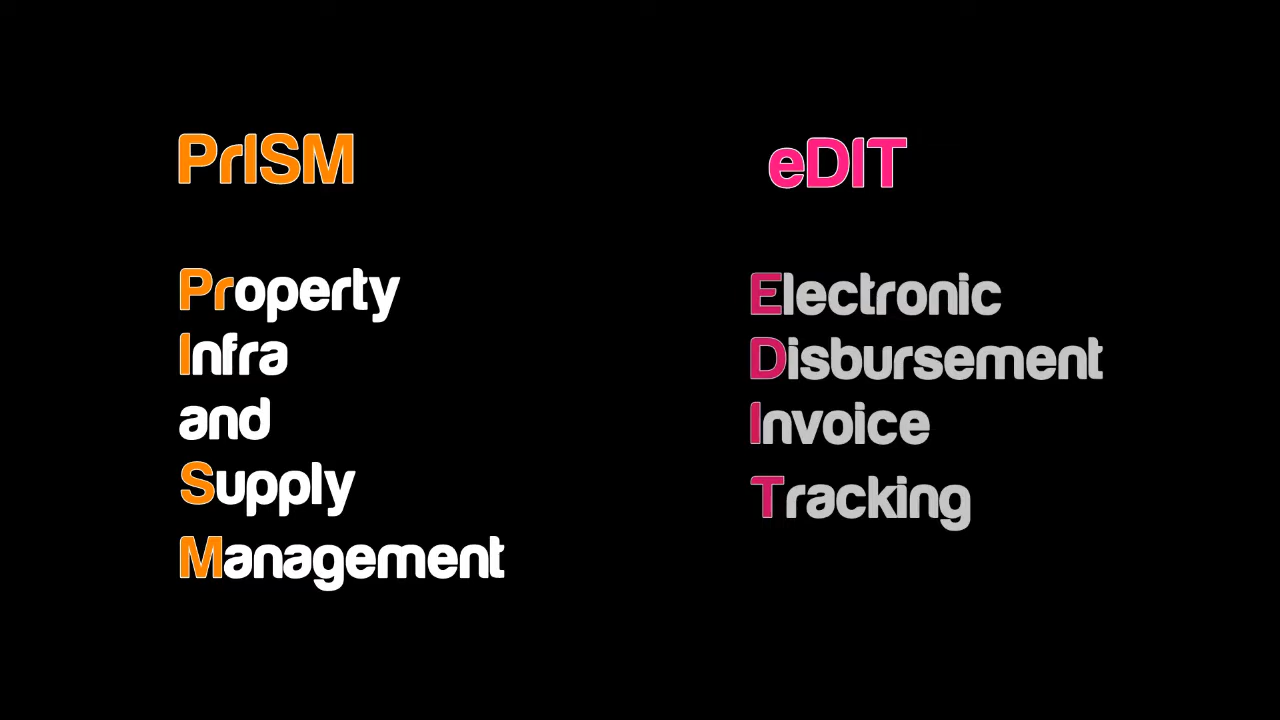 PrISM
Property
Infra
and
Supply
Management
eDIT
Electronic
Disbursement
Invoice
Tracking